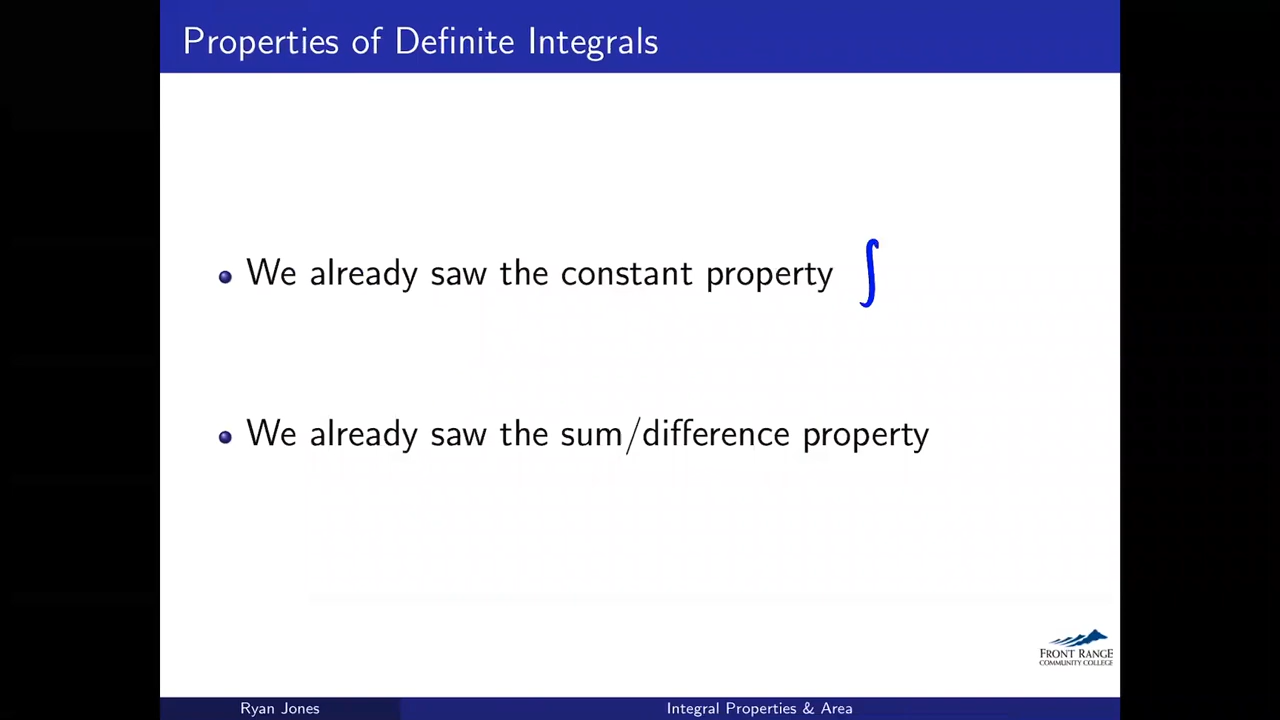 Properties of Definite Integrals
• We already saw the constant property ∫
• We already saw the sum/difference property
FRONT RANGE
COMMUNITY COLLEGE
Ryan Jones
Integral Properties & Area